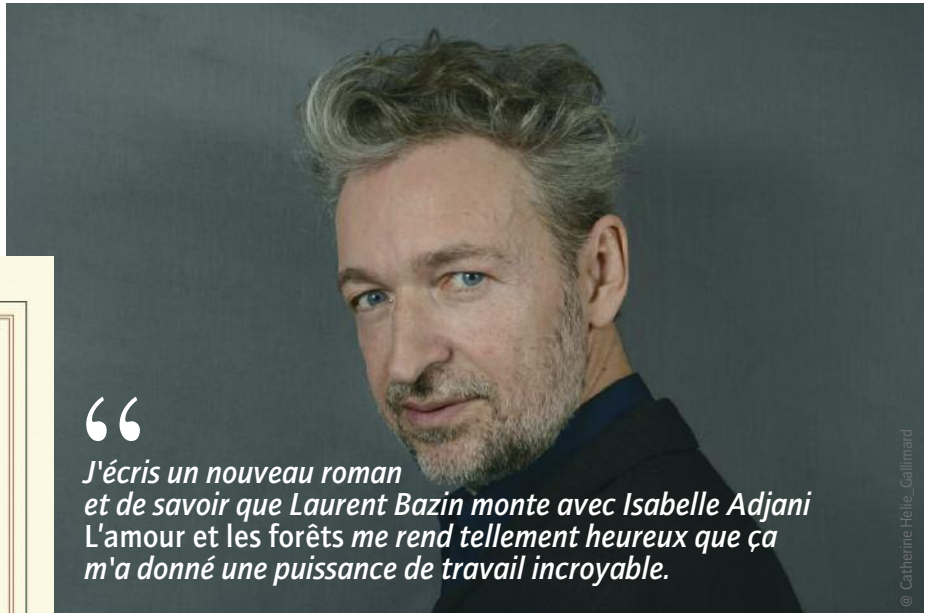 “
J'écris un nouveau roman
et de savoir que Laurent Bazin monte avec Isabelle Adjani
L'amour et les forêts me rend tellement heureux que ça
m'a donné une puissance de travail incroyable.
@ Catherine Helie_Gallimard